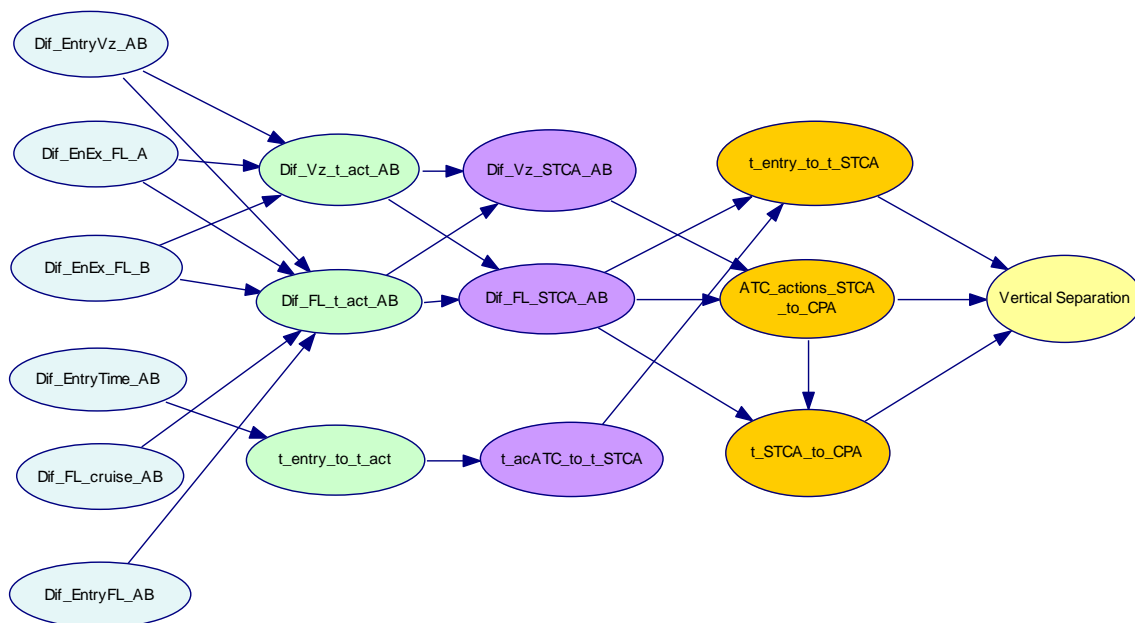 Dif_EntryVz_AB
Dif_EnEx_FL_A
Dif_EnEx_FL_B
Dif_EntryTime_AB
Dif_FL_cruise_AB
Dif_EntryFL_AB
Dif_Vz_t_act_AB
Dif_FL_t_act_AB
t_entry_to_t_act
Dif_Vz_STCA_AB
Dif_FL_STCA_AB
t_acATC_to_t_STCA
t_entry_to_t_STCA
ATC_actions_STCA
_to_CPA
t_STCA_to_CPA
Vertical Separation